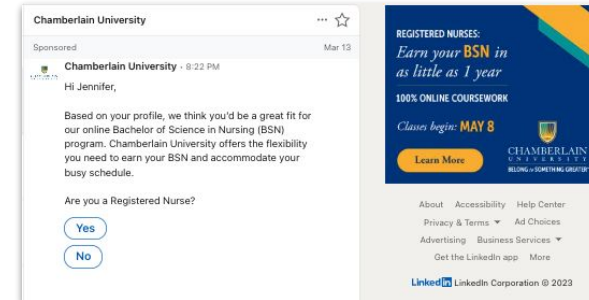 Chamberlain University
Sponsored
Mar 13
Chamberlain University • 8:22 PM
Hi Jennifer,
Based on your profile, we think you'd be a great fit for
our online Bachelor of Science in Nursing (BSN)
program. Chamberlain University offers the flexibility
you need to earn your BSN and accommodate your
busy schedule.
Are you a Registered Nurse?
Yes
No
REGISTERED NURSES:
Earn your BSN in
as little as 1 year
100% ONLINE COURSEWORK
Classes begin: MAY 8
Learn More
CHAMBERLAIN
UNIVERSITY
BELONG to SOMETHING GREATER
About Accessibility Help Center
Privacy & Terms Ad Choices
Advertising Business Services
Get the LinkedIn app More
LinkedIn LinkedIn Corporation © 2023